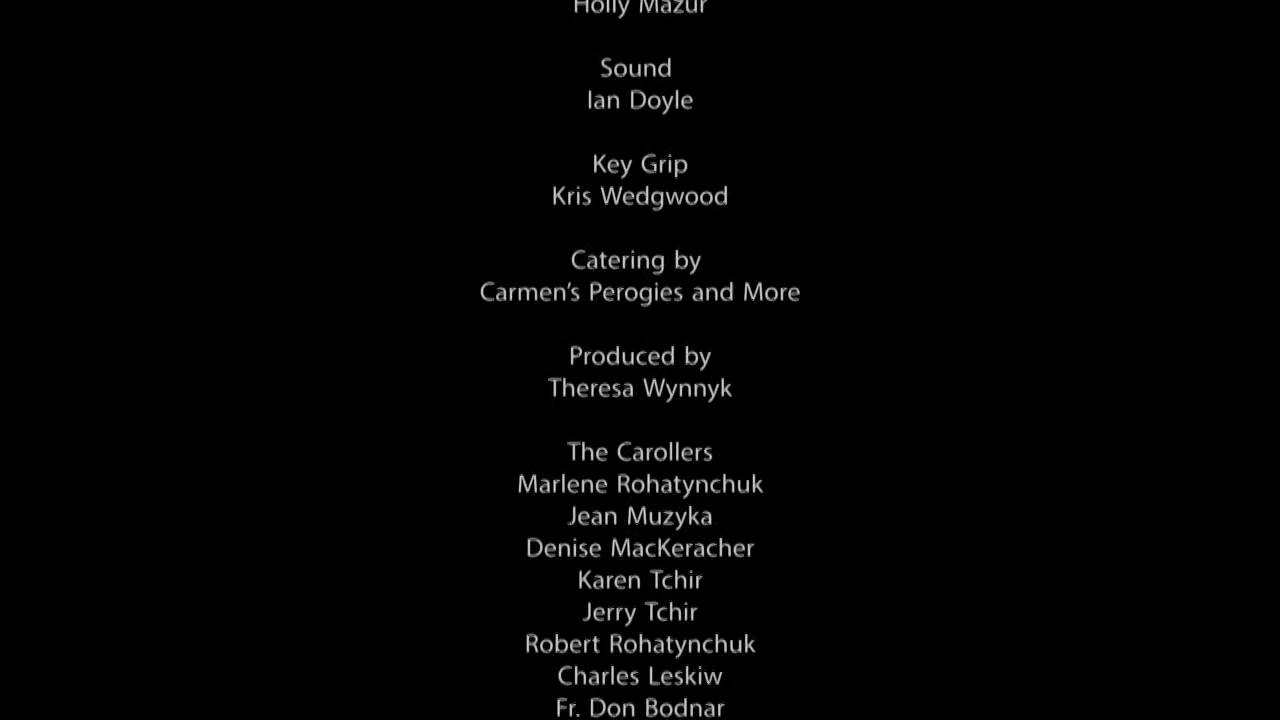 Holly Mazur
Sound
Ian Doyle
Key Grip
Kris Wedgwood
Catering by
Carmen's Perogies and More
Produced by
Theresa Wynnyk
The Carollers
Marlene Rohatynchuk
Jean Muzyka
Denise MacKeracher
Karen Tchir
Jerry Tchir
Robert Rohatynchuk
Charles Leskiw
Fr. Don Bodnar